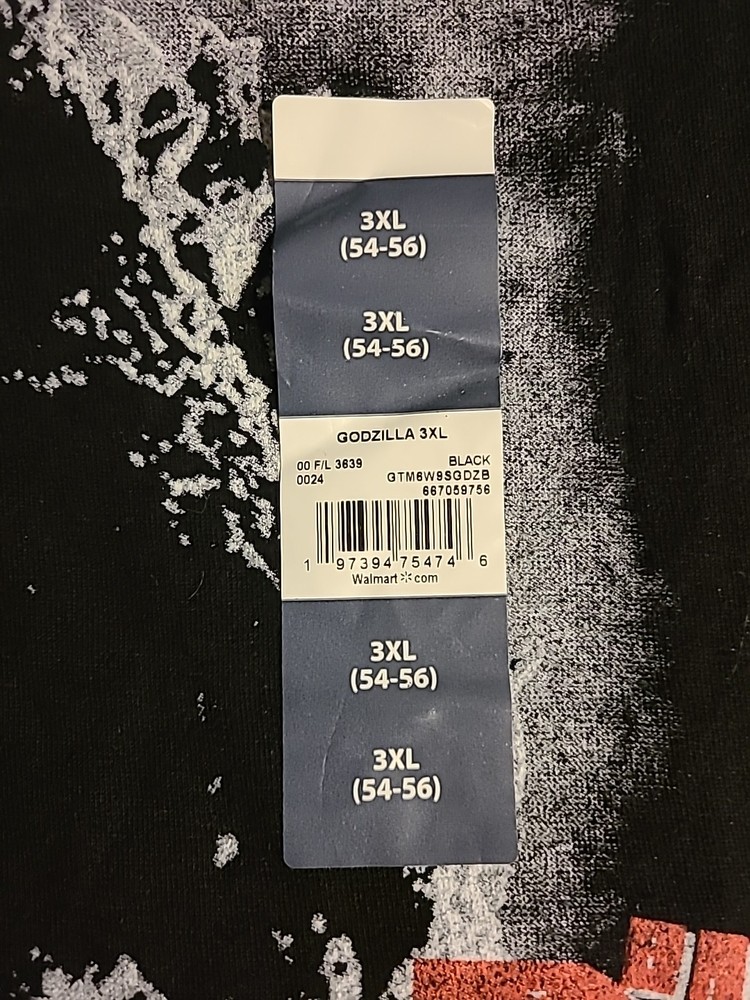 3XL
(54-56)
3XL
(54-56)
GODZILLA 3XL
00 F/L 3639 BLACK
0024 GTM6W9SGDZB
667059756
1 97394 75474 6
Walmart com
3XL
(54-56)
3XL
(54-56)